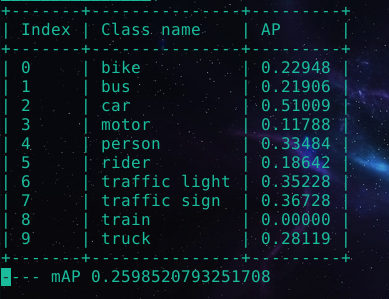 +-------+---------------+---------+
| Index | Class name    | AP      |
+-------+---------------+---------+
| 0     | bike          | 0.22948 |
| 1     | bus           | 0.21906 |
| 2     | car           | 0.51009 |
| 3     | motor         | 0.11788 |
| 4     | person        | 0.33484 |
| 5     | rider         | 0.18642 |
| 6     | traffic light | 0.35228 |
| 7     | traffic sign  | 0.36728 |
| 8     | train         | 0.00000 |
| 9     | truck         | 0.28119 |
+-------+---------------+---------+
---- mAP 0.2598520793251708